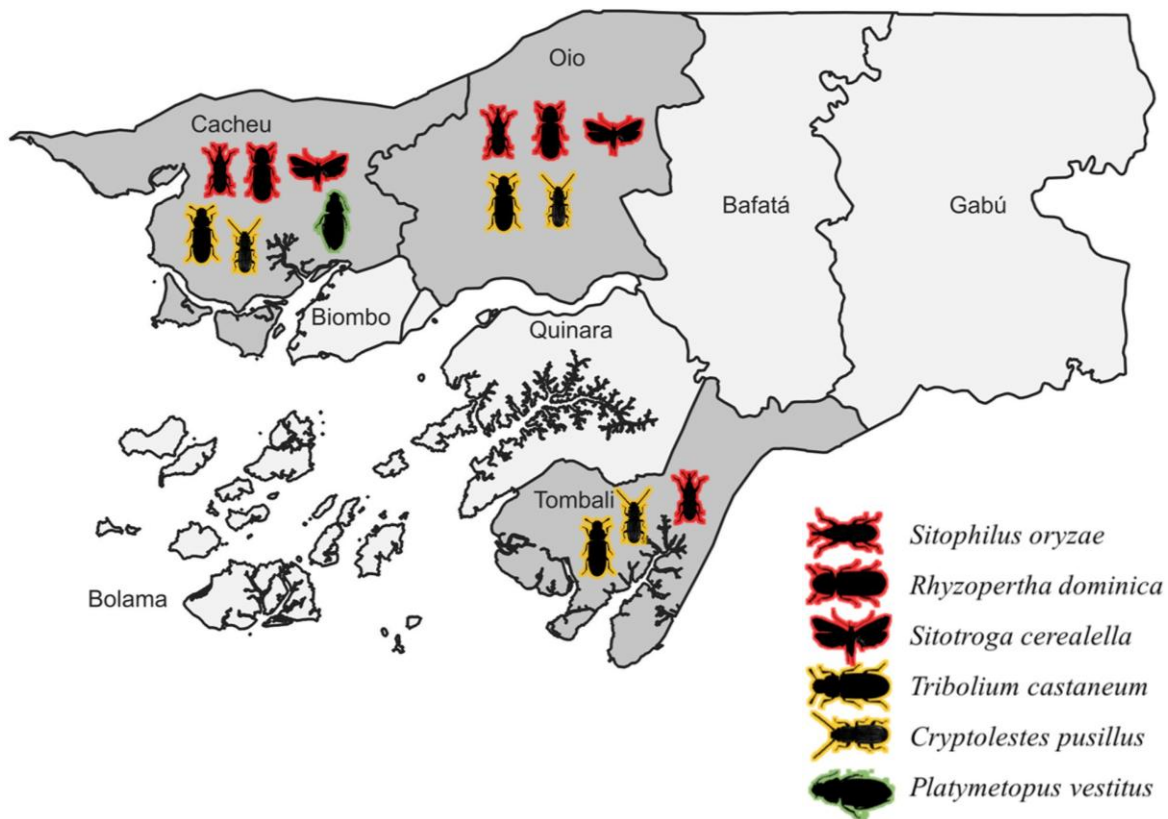 Oio
Cacheu
Bafatá
Gabú
Biombo
Quinara
Tombali
Bolama
Sitophilus oryzae
Rhyzopertha dominica
Sitotroga cerealella
Tribolium castaneum
Cryptolestes pusillus
Platymetopus vestitus